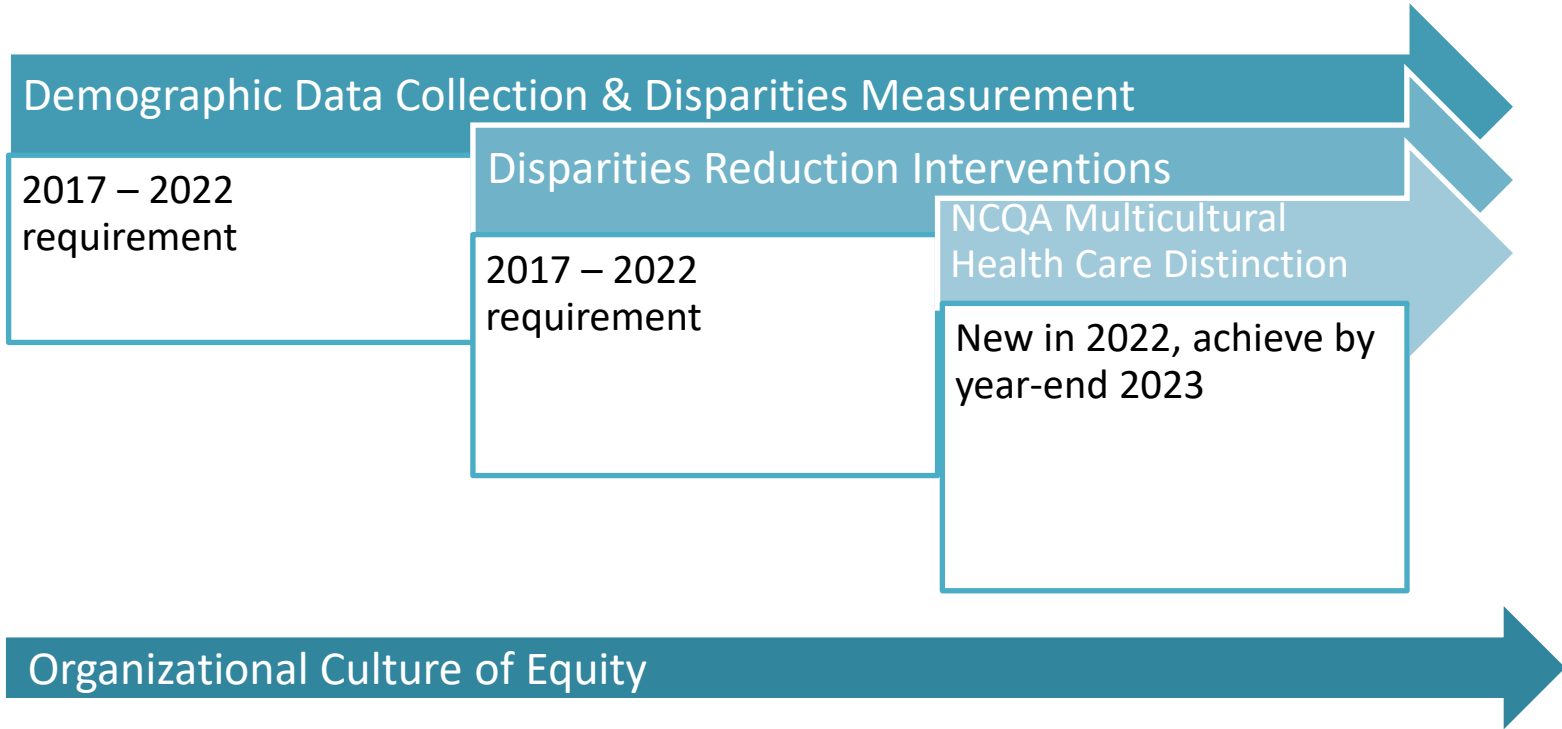 Demographic Data Collection & Disparities Measurement
2017 – 2022
requirement
Disparities Reduction Interventions
2017 – 2022
requirement
NCQA Multicultural
Health Care Distinction
New in 2022, achieve by
year-end 2023
Organizational Culture of Equity